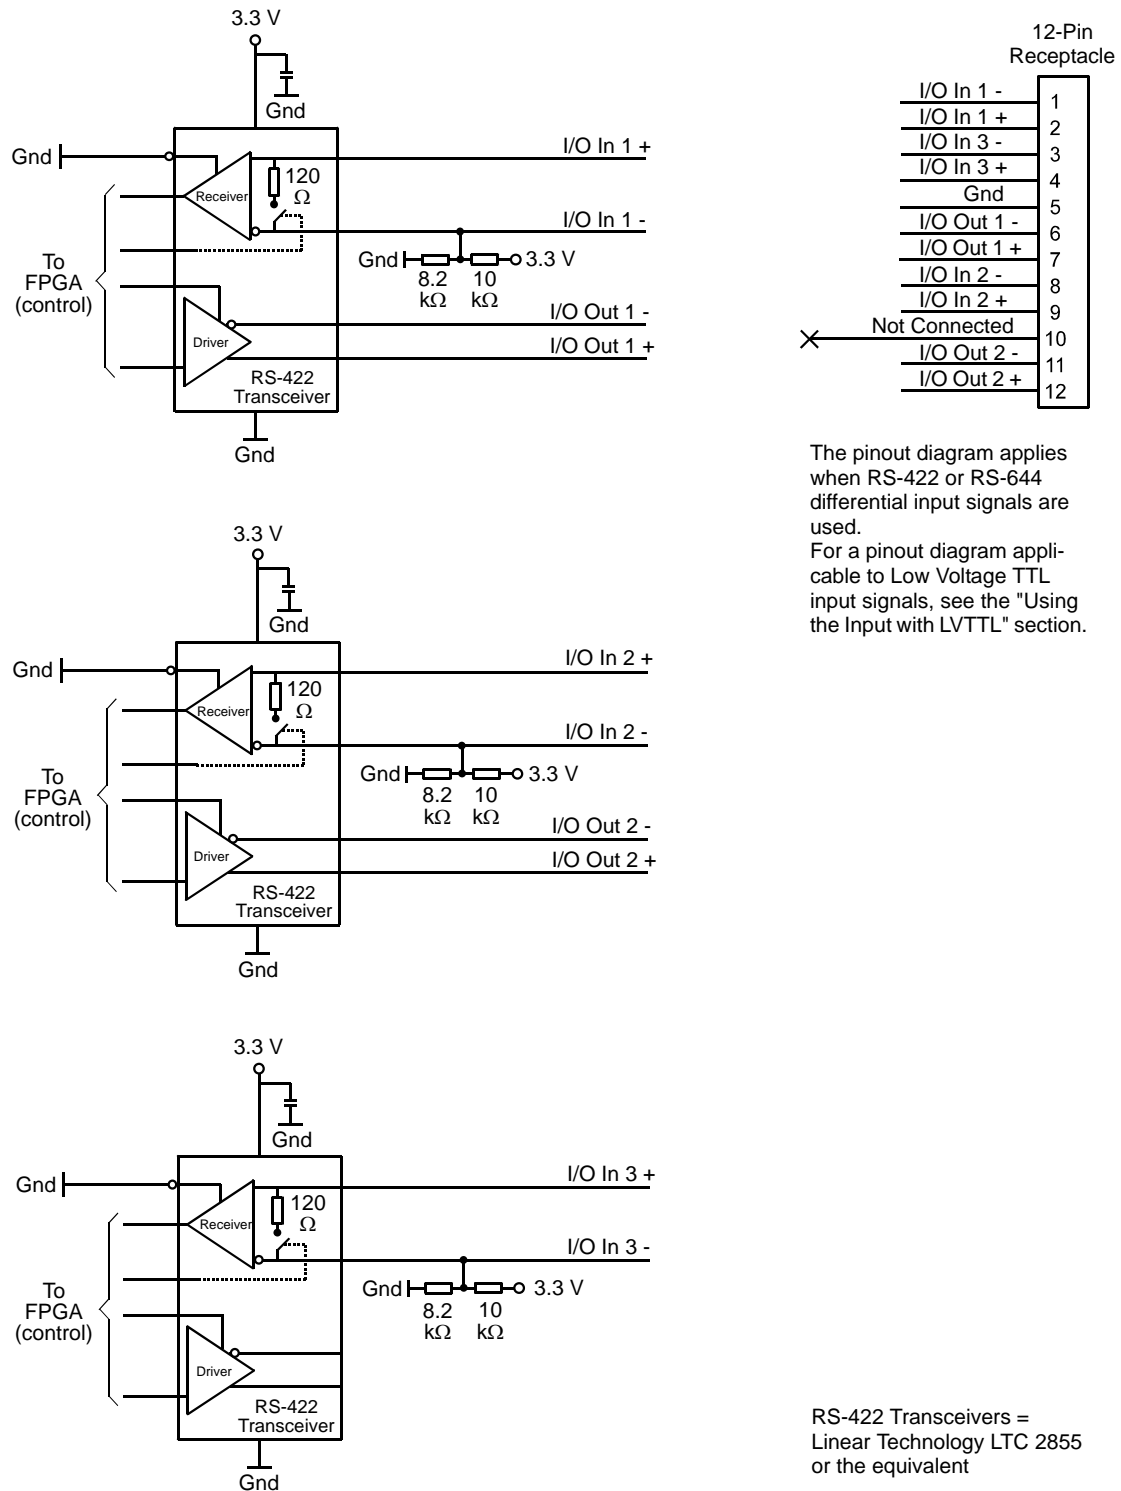 3.3 V
Gnd
Gnd
I/O In 1 +
Receiver
120
Ω
I/O In 1 -
To
FPGA
(control)
Gnd
3.3 V
8.2
kΩ
10
kΩ
I/O Out 1 -
Driver
I/O Out 1 +
RS-422
Transceiver
Gnd
12-Pin
Receptacle
I/O In 1 - 1
I/O In 1 + 2
I/O In 3 - 3
I/O In 3 + 4
Gnd 5
I/O Out 1 - 6
I/O Out 1 + 7
I/O In 2 - 8
I/O In 2 + 9
Not Connected 10
I/O Out 2 - 11
I/O Out 2 + 12
The pinout diagram applies
when RS-422 or RS-644
differential input signals are
used.
For a pinout diagram appli-
cable to Low Voltage TTL
input signals, see the "Using
the Input with LVTTL" section.
3.3 V
Gnd
Gnd
I/O In 2 +
Receiver
120
Ω
I/O In 2 -
To
FPGA
(control)
Gnd
3.3 V
8.2
kΩ
10
kΩ
I/O Out 2 -
Driver
I/O Out 2 +
RS-422
Transceiver
Gnd
3.3 V
Gnd
Gnd
I/O In 3 +
Receiver
120
Ω
I/O In 3 -
To
FPGA
(control)
Gnd
3.3 V
8.2
kΩ
10
kΩ
Driver
RS-422
Transceiver
Gnd
RS-422 Transceivers =
Linear Technology LTC 2855
or the equivalent